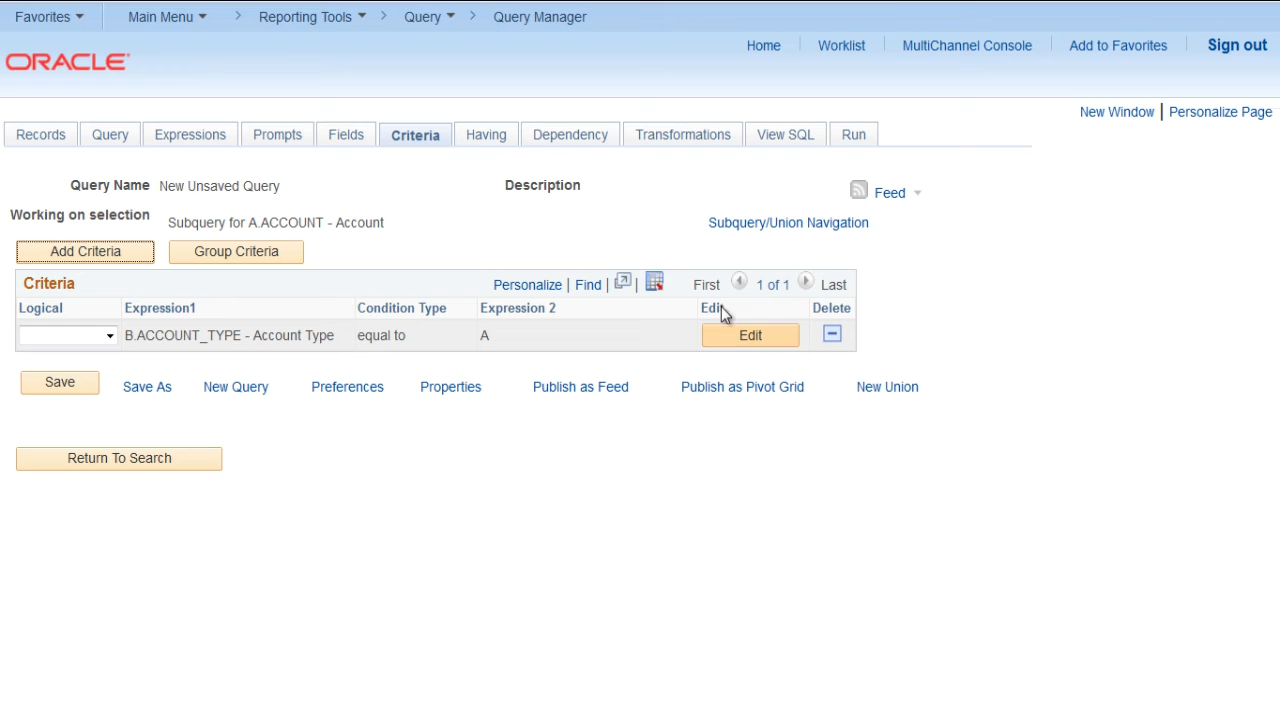 Favorites Main Menu > Reporting Tools > Query > Query Manager
ORACLE
Home Worklist MultiChannel Console Add to Favorites Sign out
New Window | Personalize Page
Records Query Expressions Prompts Fields Criteria Having Dependency Transformations View SQL Run
Query Name New Unsaved Query Description Feed
Working on selection Subquery for A.ACCOUNT - Account Subquery/Union Navigation
Add Criteria Group Criteria
Criteria Personalize | Find | | First 1 of 1 Last
Logical Expression1 Condition Type Expression 2 Edit Delete
B.ACCOUNT_TYPE - Account Type equal to A Edit
Save Save As New Query Preferences Properties Publish as Feed Publish as Pivot Grid New Union
Return To Search